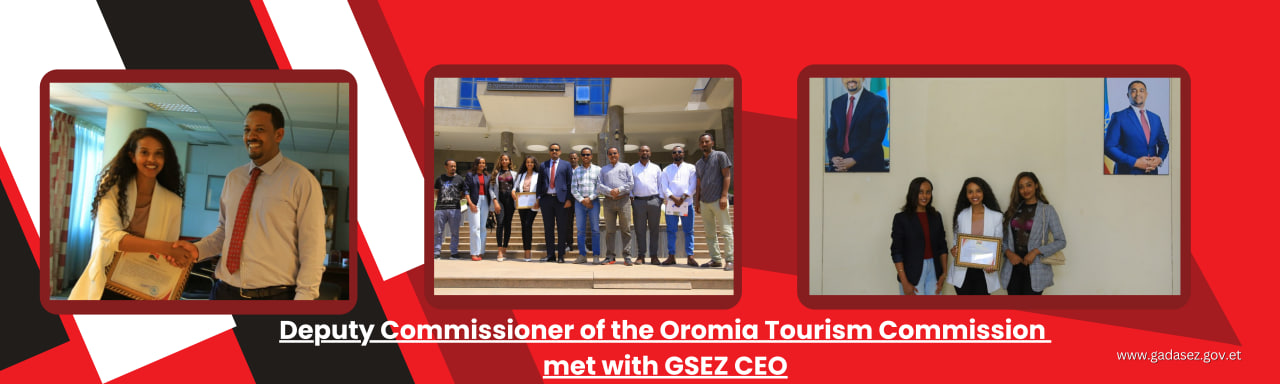 Deputy Commissioner of the Oromia Tourism Commission
met with GSEZ CEO
www.gadasez.gov.et